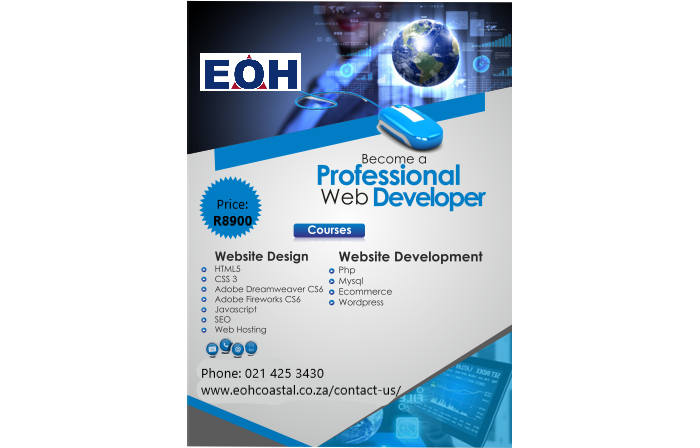 EOH
Become a
Professional
Web Developer
Price:
R8900
Courses
Website Design
HTML5
CSS 3
Adobe Dreamweaver CS6
Adobe Fireworks CS6
Javascript
SEO
Web Hosting
Website Development
Php
Mysql
Ecommerce
Wordpress
Phone: 021 425 3430
www.eohcoastal.co.za/contact-us/